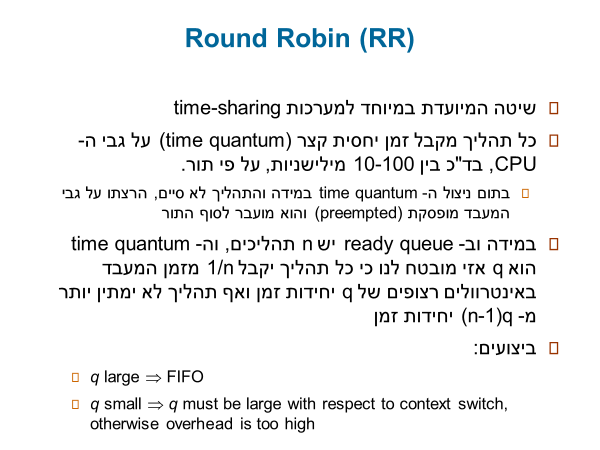 Round Robin (RR)
שיטה המיועדת במיוחד למערכות time-sharing
כל תהליך מקבל זמן יחסית קצר (time quantum) על גבי ה-
CPU, בד"כ בין 10-100 מילישניות, על פי תור.
בתום ניצול ה- time quantum במידה והתהליך לא סיים, הרצתו על גבי
המעבד מופסקת (preempted) והוא מועבר לסוף התור
במידה וב- ready queue יש n תהליכים, וה- time quantum
הוא q אזי מובטח לנו כי כל תהליך יקבל 1/n מזמן המעבד
באינטרוולים רצופים של q יחידות זמן ואף תהליך לא ימתין יותר
מ- (n-1)q יחידות זמן
ביצועים:
q large ⇒ FIFO
q small ⇒ q must be large with respect to context switch,
otherwise overhead is too high